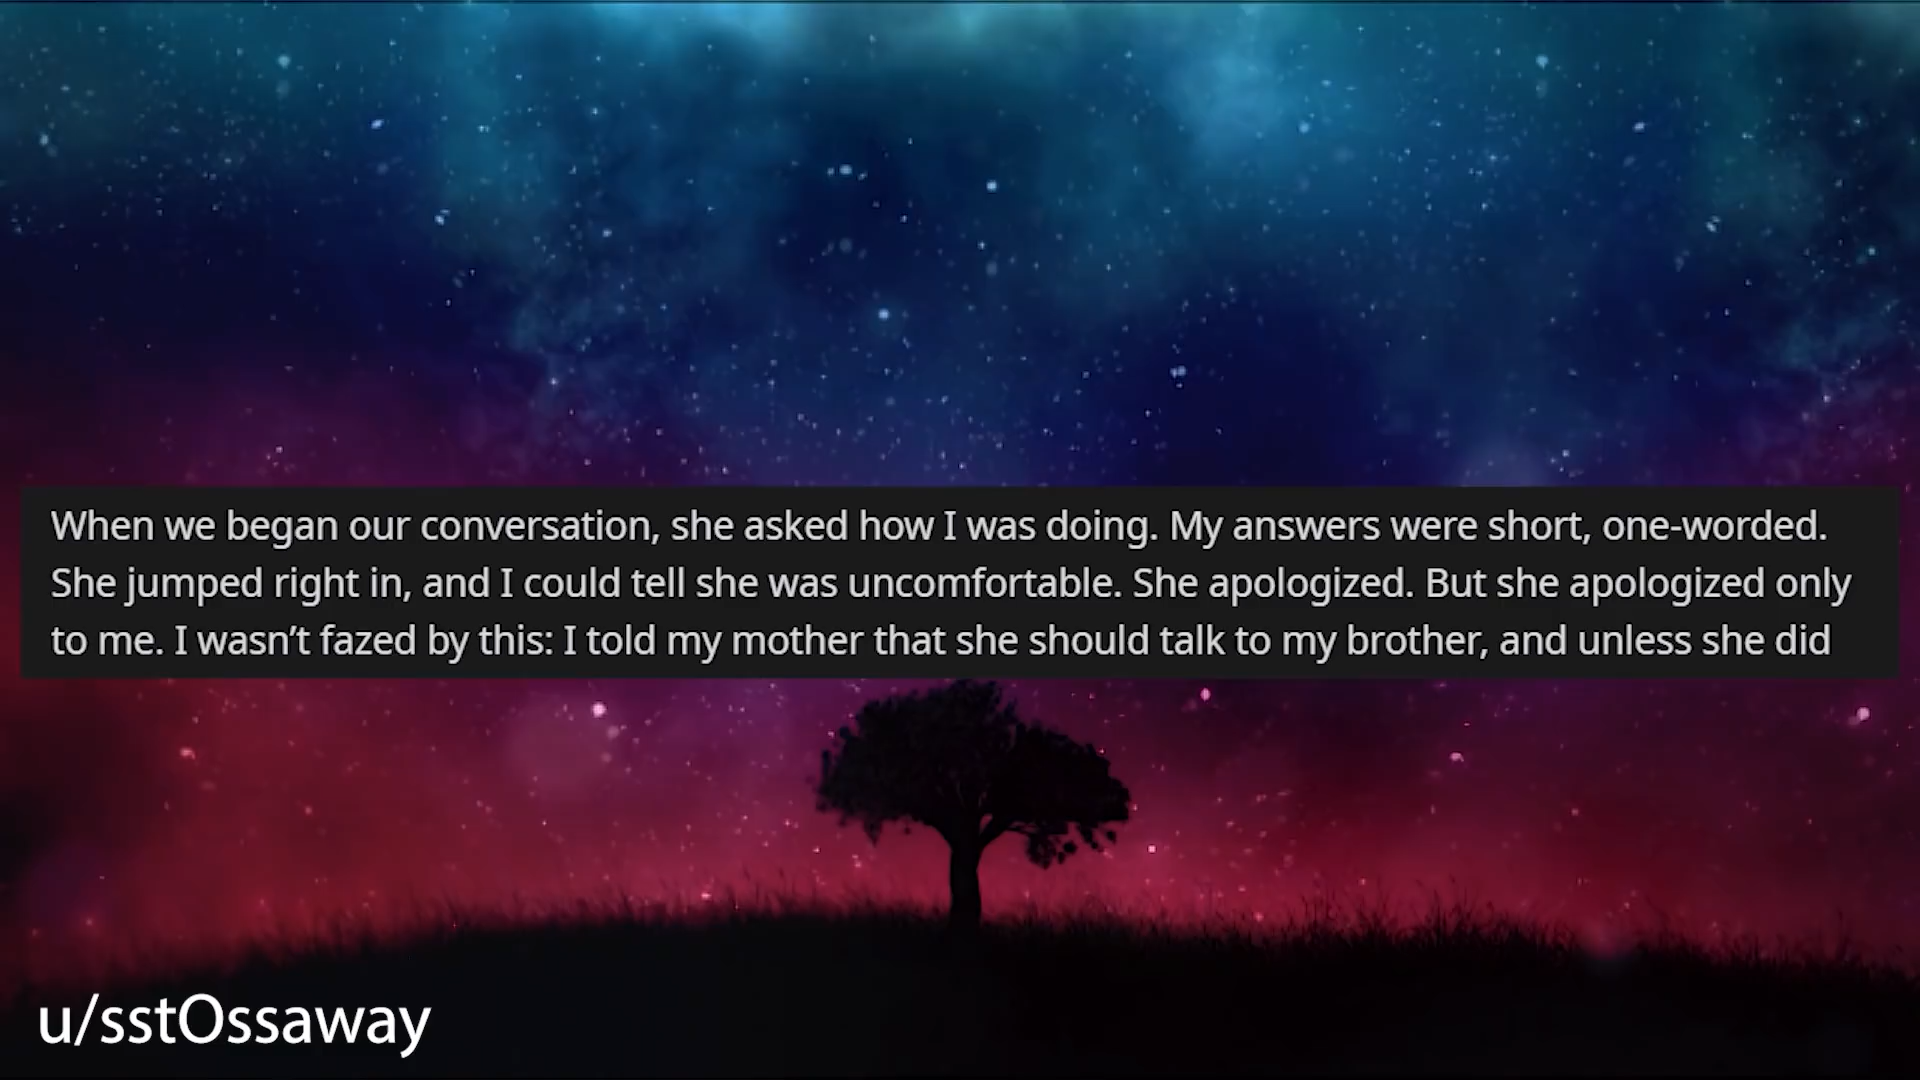 When we began our conversation, she asked how I was doing. My answers were short, one-worded.
She jumped right in, and I could tell she was uncomfortable. She apologized. But she apologized only
to me. I wasn’t fazed by this: I told my mother that she should talk to my brother, and unless she did
u/sstOssaway